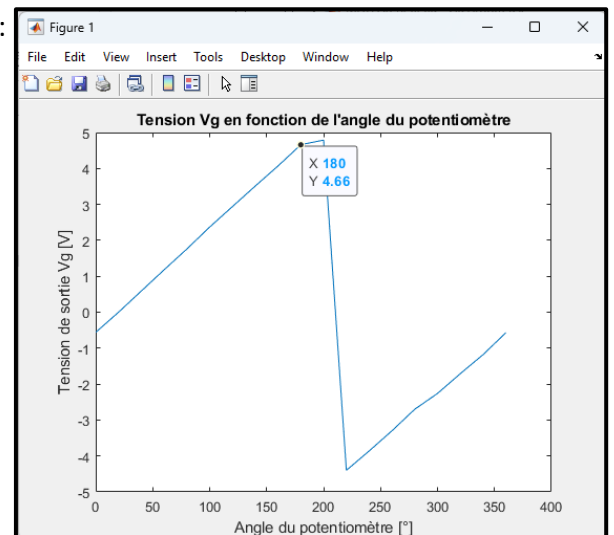 :
Figure 1
File Edit View Insert Tools Desktop Window Help
Tension Vg en fonction de l'angle du potentiomètre
5
4
3
2
1
0
-1
-2
-3
-4
-5
Tension de sortie Vg [V]
X 180
Y 4.66
0 50 100 150 200 250 300 350 400
Angle du potentiomètre [°]